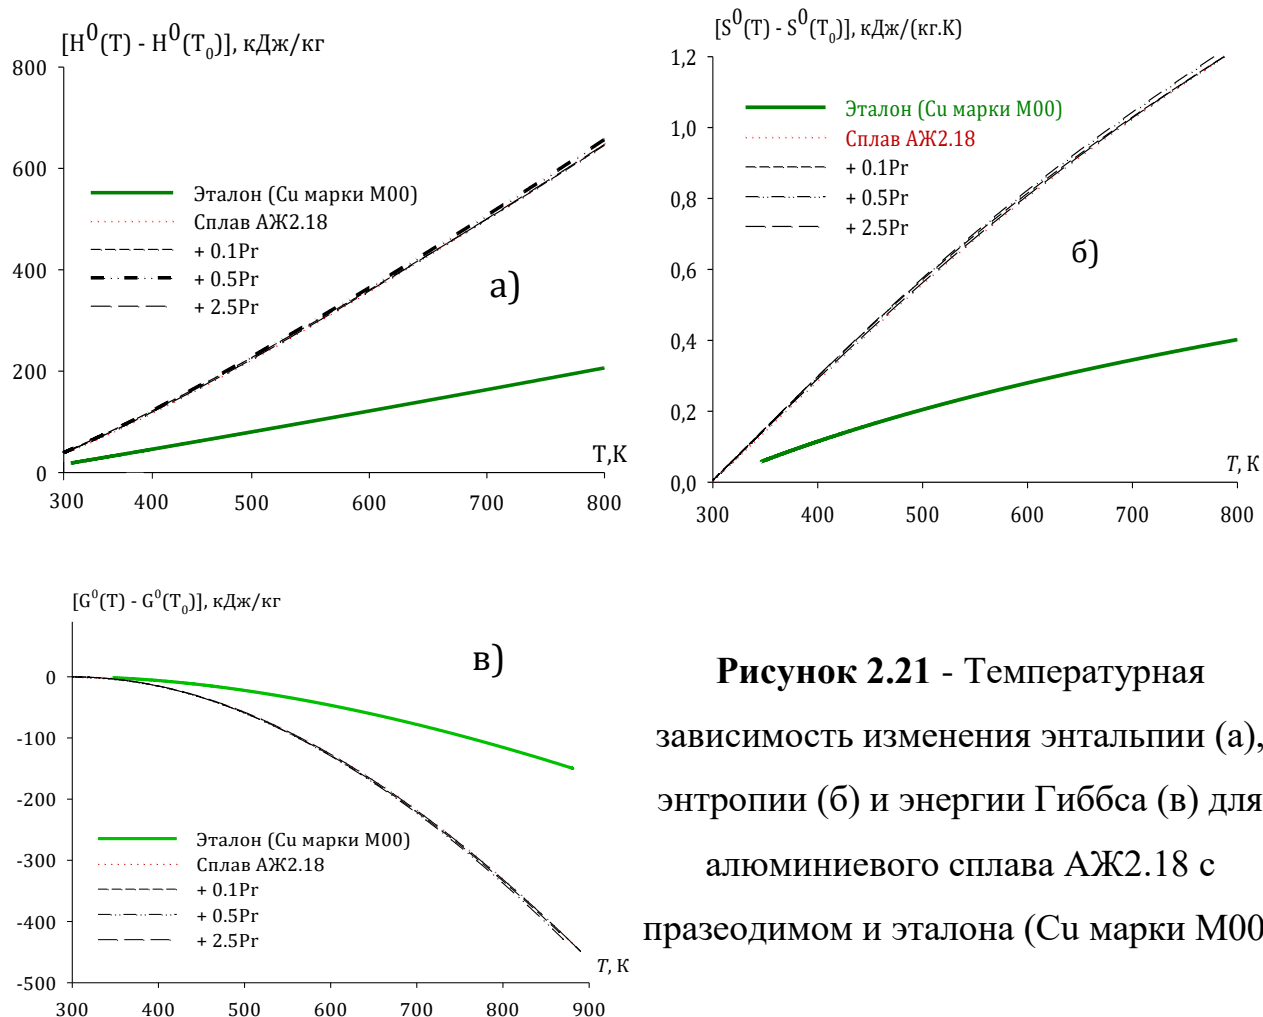 [H⁰(T) - H⁰(T₀)], кДж/кг
800
600
400
200
0
Эталон (Cu марки М00)
Сплав АЖ2.18
+ 0.1Pr
+ 0.5Pr
+ 2.5Pr
а)
T,K
300 400 500 600 700 800
[S⁰(T) - S⁰(T₀)], кДж/(кг.К)
1,2
1,0
0,8
0,6
0,4
0,2
0,0
Эталон (Cu марки М00)
Сплав АЖ2.18
+ 0.1Pr
+ 0.5Pr
+ 2.5Pr
б)
T, K
300 400 500 600 700 800
[G⁰(T) - G⁰(T₀)], кДж/кг
0
-100
-200
-300
-400
-500
в)
Эталон (Cu марки М00)
Сплав АЖ2.18
+ 0.1Pr
+ 0.5Pr
+ 2.5Pr
T, K
300 400 500 600 700 800 900
Рисунок 2.21 - Температурная
зависимость изменения энтальпии (а),
энтропии (б) и энергии Гиббса (в) для
алюминиевого сплава АЖ2.18 с
празеодимом и эталона (Cu марки М00